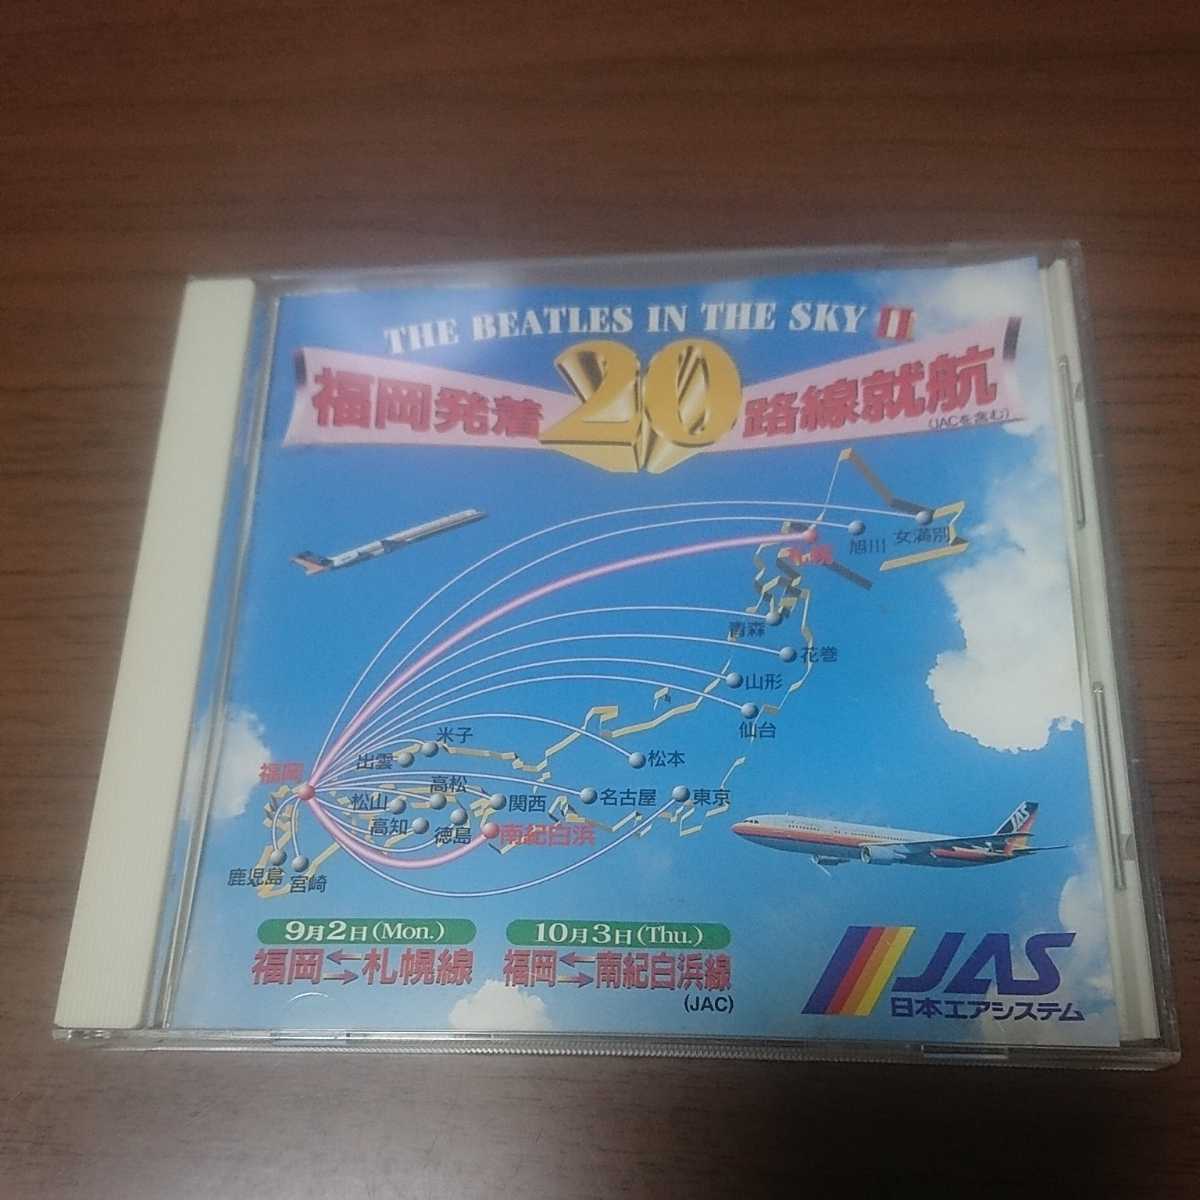 THE BEATLES IN THE SKY II
福岡発着20路線就航
(JACを含む)
女満別
旭川
札幌
青森
花巻
山形
仙台
米子
出雲
松本
福岡
高松
松山
関西
名古屋
東京
高知
徳島
南紀白浜
鹿児島
宮崎
JAS
9月2日(Mon.)
福岡⇄札幌線
10月3日(Thu.)
福岡⇄南紀白浜線
(JAC)
JAS
日本エアシステム